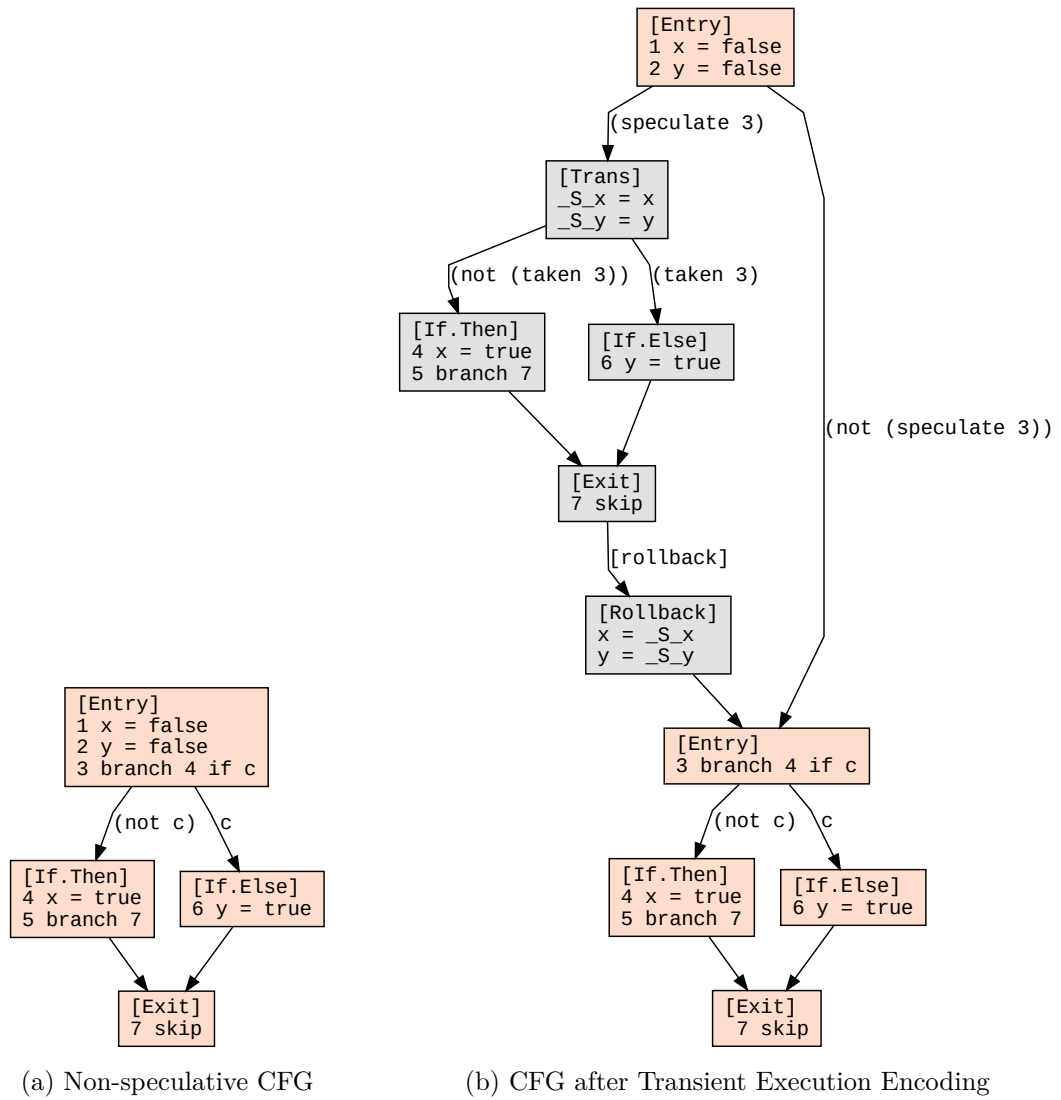 [Entry]
1 x = false
2 y = false
(speculate 3)
[Trans]
_S_x = x
_S_y = y
(not (taken 3))
(taken 3)
[If.Then]
4 x = true
5 branch 7
[If.Else]
6 y = true
(not (speculate 3))
[Exit]
7 skip
[rollback]
[Rollback]
x = _S_x
y = _S_y
[Entry]
3 branch 4 if c
(not c)
c
[If.Then]
4 x = true
5 branch 7
[If.Else]
6 y = true
[Exit]
7 skip
[Entry]
1 x = false
2 y = false
3 branch 4 if c
(not c)
c
[If.Then]
4 x = true
5 branch 7
[If.Else]
6 y = true
[Exit]
7 skip
(a) Non-speculative CFG
(b) CFG after Transient Execution Encoding